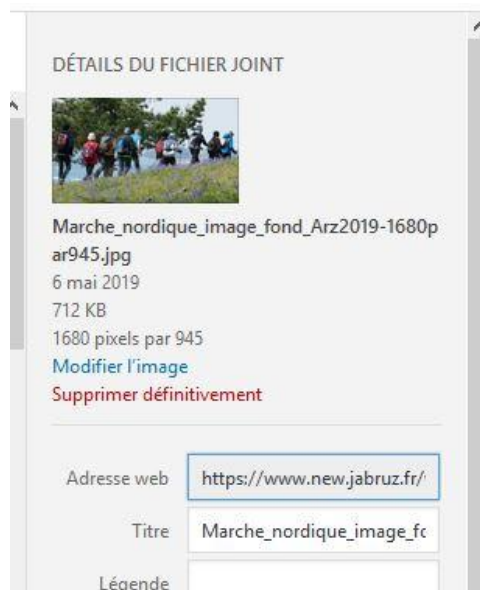 DÉTAILS DU FICHIER JOINT
Marche_nordique_image_fond_Arz2019-1680p
ar945.jpg
6 mai 2019
712 KB
1680 pixels par 945
Modifier l'image
Supprimer définitivement
Adresse web https://www.new.jabruz.fr/
Titre Marche_nordique_image_fo
Légende